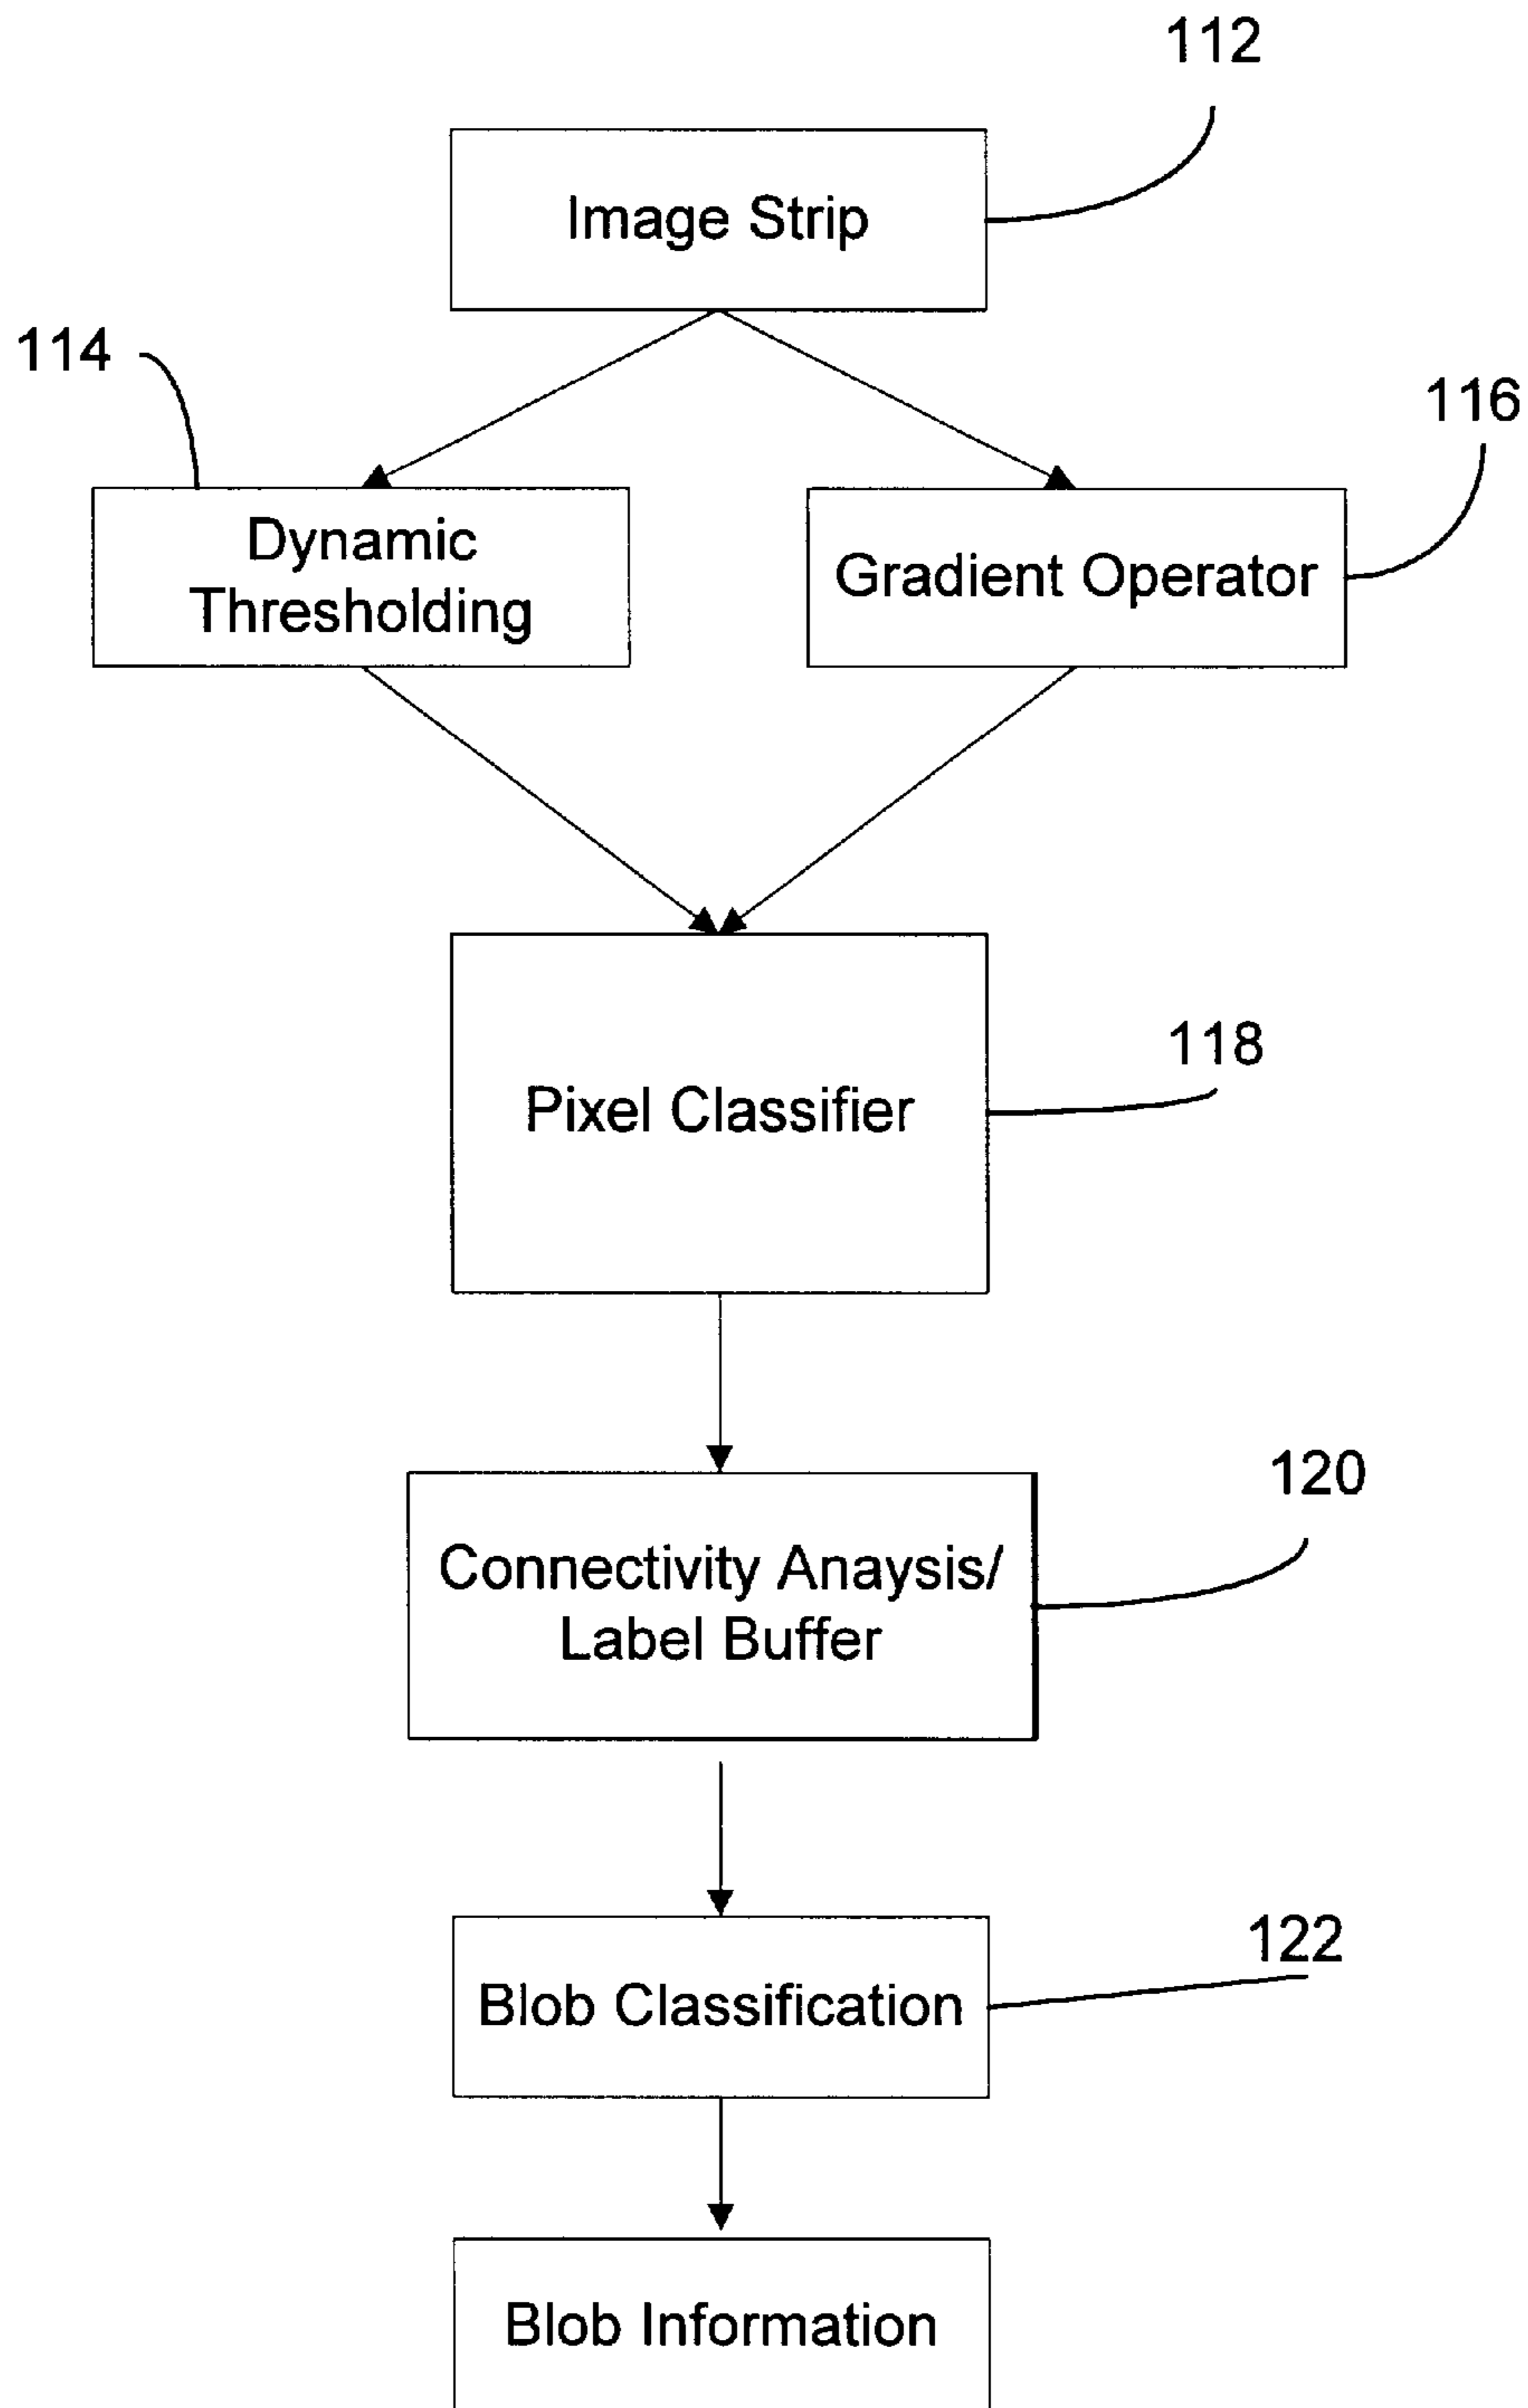 112
Image Strip
114
116
Dynamic
Thresholding
Gradient Operator
118
Pixel Classifier
120
Connectivity Anaysis/
Label Buffer
122
Blob Classification
Blob Information